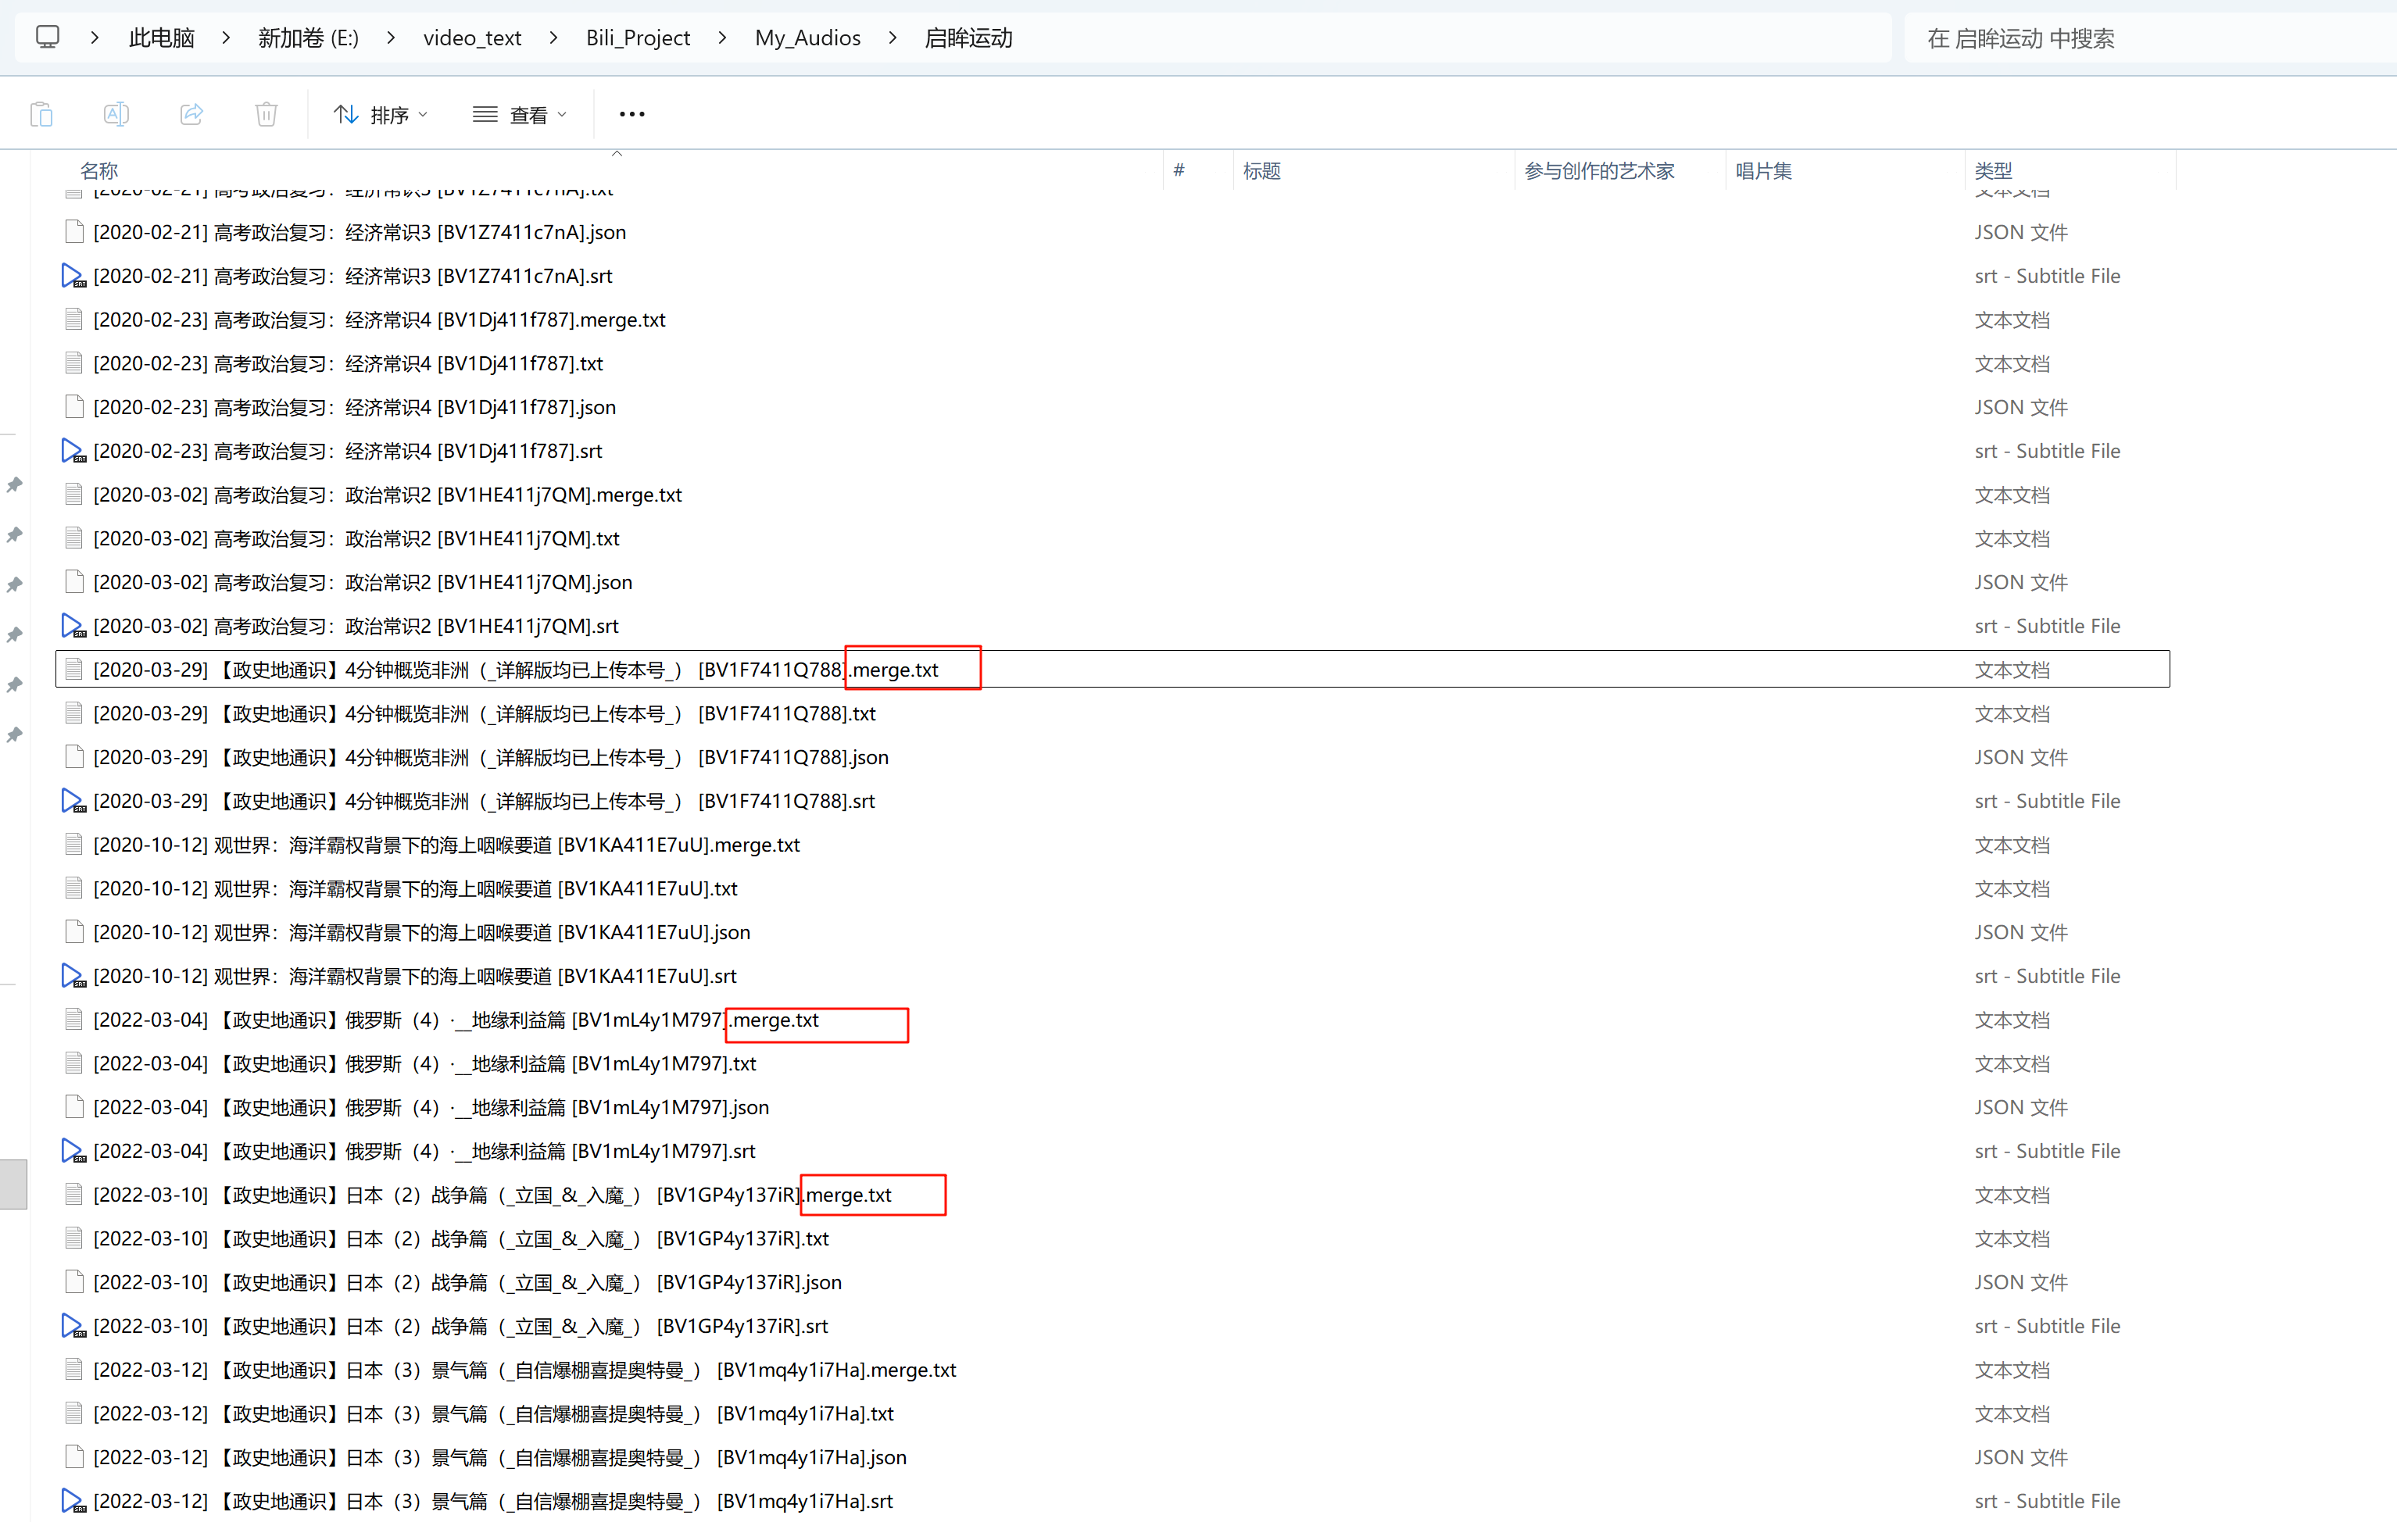 此电脑 > 新加卷 (E:) > video_text > Bili_Project > My_Audios > 启眸运动
在 启眸运动 中搜索
排序 查看 •••
名称 # 标题 参与创作的艺术家 唱片集 类型
[2020-02-21] 高考政治复习：经济常识3 [BV1Z7411c7nA].txt 文本文档
[2020-02-21] 高考政治复习：经济常识3 [BV1Z7411c7nA].json JSON 文件
[2020-02-21] 高考政治复习：经济常识3 [BV1Z7411c7nA].srt srt - Subtitle File
[2020-02-23] 高考政治复习：经济常识4 [BV1Dj411f787].merge.txt 文本文档
[2020-02-23] 高考政治复习：经济常识4 [BV1Dj411f787].txt 文本文档
[2020-02-23] 高考政治复习：经济常识4 [BV1Dj411f787].json JSON 文件
[2020-02-23] 高考政治复习：经济常识4 [BV1Dj411f787].srt srt - Subtitle File
[2020-03-02] 高考政治复习：政治常识2 [BV1HE411j7QM].merge.txt 文本文档
[2020-03-02] 高考政治复习：政治常识2 [BV1HE411j7QM].txt 文本文档
[2020-03-02] 高考政治复习：政治常识2 [BV1HE411j7QM].json JSON 文件
[2020-03-02] 高考政治复习：政治常识2 [BV1HE411j7QM].srt srt - Subtitle File
[2020-03-29] 【政史地通识】4分钟概览非洲（_详解版均已上传本号_） [BV1F7411Q788].merge.txt 文本文档
[2020-03-29] 【政史地通识】4分钟概览非洲（_详解版均已上传本号_） [BV1F7411Q788].txt 文本文档
[2020-03-29] 【政史地通识】4分钟概览非洲（_详解版均已上传本号_） [BV1F7411Q788].json JSON 文件
[2020-03-29] 【政史地通识】4分钟概览非洲（_详解版均已上传本号_） [BV1F7411Q788].srt srt - Subtitle File
[2020-10-12] 观世界：海洋霸权背景下的海上咽喉要道 [BV1KA411E7uU].merge.txt 文本文档
[2020-10-12] 观世界：海洋霸权背景下的海上咽喉要道 [BV1KA411E7uU].txt 文本文档
[2020-10-12] 观世界：海洋霸权背景下的海上咽喉要道 [BV1KA411E7uU].json JSON 文件
[2020-10-12] 观世界：海洋霸权背景下的海上咽喉要道 [BV1KA411E7uU].srt srt - Subtitle File
[2022-03-04] 【政史地通识】俄罗斯（4）·__地缘利益篇 [BV1mL4y1M797].merge.txt 文本文档
[2022-03-04] 【政史地通识】俄罗斯（4）·__地缘利益篇 [BV1mL4y1M797].txt 文本文档
[2022-03-04] 【政史地通识】俄罗斯（4）·__地缘利益篇 [BV1mL4y1M797].json JSON 文件
[2022-03-04] 【政史地通识】俄罗斯（4）·__地缘利益篇 [BV1mL4y1M797].srt srt - Subtitle File
[2022-03-10] 【政史地通识】日本（2）战争篇（_立国_&_入魔_） [BV1GP4y137iR].merge.txt 文本文档
[2022-03-10] 【政史地通识】日本（2）战争篇（_立国_&_入魔_） [BV1GP4y137iR].txt 文本文档
[2022-03-10] 【政史地通识】日本（2）战争篇（_立国_&_入魔_） [BV1GP4y137iR].json JSON 文件
[2022-03-10] 【政史地通识】日本（2）战争篇（_立国_&_入魔_） [BV1GP4y137iR].srt srt - Subtitle File
[2022-03-12] 【政史地通识】日本（3）景气篇（_自信爆棚喜提奥特曼_） [BV1mq4y1i7Ha].merge.txt 文本文档
[2022-03-12] 【政史地通识】日本（3）景气篇（_自信爆棚喜提奥特曼_） [BV1mq4y1i7Ha].txt 文本文档
[2022-03-12] 【政史地通识】日本（3）景气篇（_自信爆棚喜提奥特曼_） [BV1mq4y1i7Ha].json JSON 文件
[2022-03-12] 【政史地通识】日本（3）景气篇（_自信爆棚喜提奥特曼_） [BV1mq4y1i7Ha].srt srt - Subtitle File